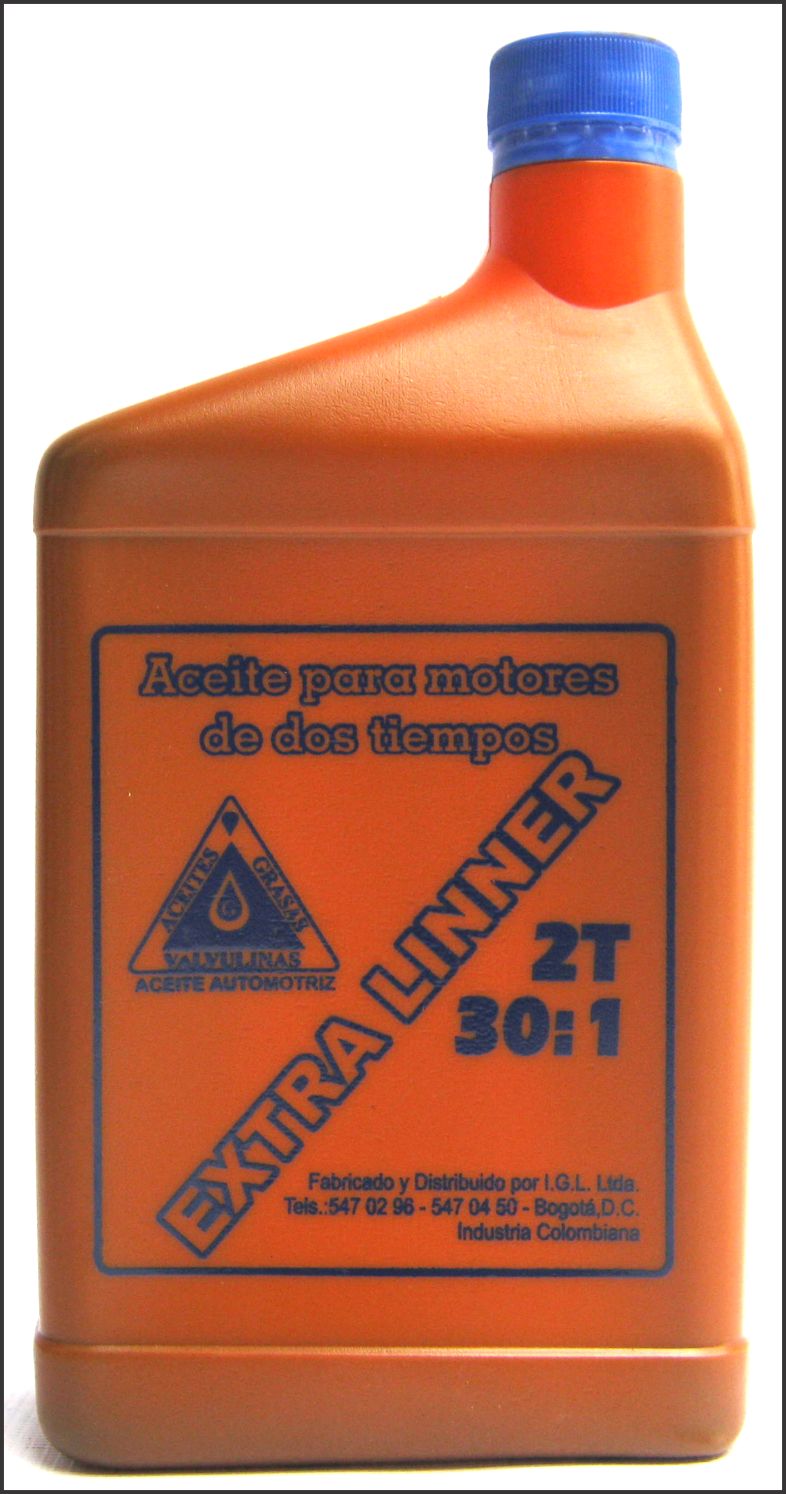 Aceite para motores
de dos tiempos
EXTRA LINNER
ACEITES
GRASAS
VALVULINAS
ACEITE AUTOMOTRIZ
2T
30:1
Fabricado y Distribuido por I.G.L. Ltda.
Tels.:547 02 96 - 547 04 50 - Bogotá,D.C.
Industria Colombiana